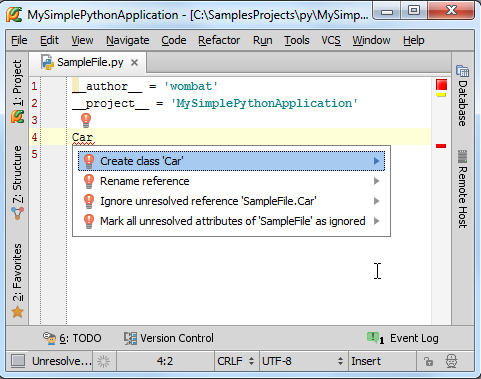 MySimplePythonApplication - [C:\SamplesProjects\py\MySimp
File Edit View Navigate Code Refactor Run Tools VCS Window Help
SampleFile.py
1: Project
7: Structure
2: Favorites
1 __author__ = 'wombat'
2 __project__ = 'MySimplePythonApplication'
3
4 Car
5
Create class 'Car'
Rename reference
Ignore unresolved reference 'SampleFile.Car'
Mark all unresolved attributes of 'SampleFile' as ignored
Database
Remote Host
6: TODO Version Control 1 Event Log
Unresolve... 4:2 CRLF UTF-8 Insert